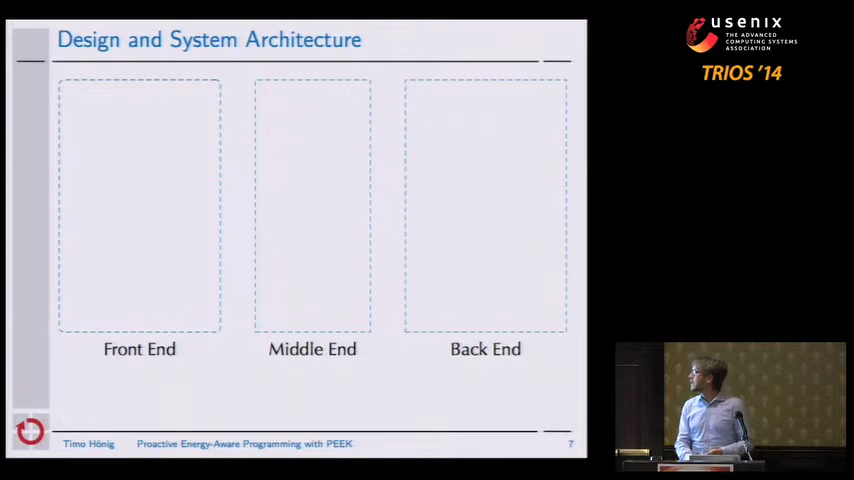 Design and System Architecture
Front End
Middle End
Back End
Timo Hönig
Proactive Energy-Aware Programming with PEEK
7
usenix
THE ADVANCED
COMPUTING SYSTEMS
ASSOCIATION
TRIOS '14